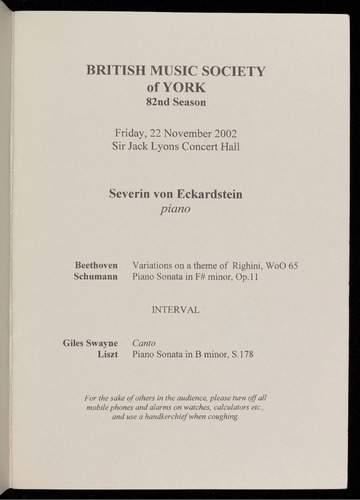 BRITISH MUSIC SOCIETY
of YORK
82nd Season
Friday, 22 November 2002
Sir Jack Lyons Concert Hall
Severin von Eckardstein
piano
Beethoven Variations on a theme of Righini, WoO 65
Schumann Piano Sonata in F# minor, Op.11
INTERVAL
Giles Swayne Canto
Liszt Piano Sonata in B minor, S.178
For the sake of others in the audience, please turn off all
mobile phones and alarms on watches, calculators etc.,
and use a handkerchief when coughing.